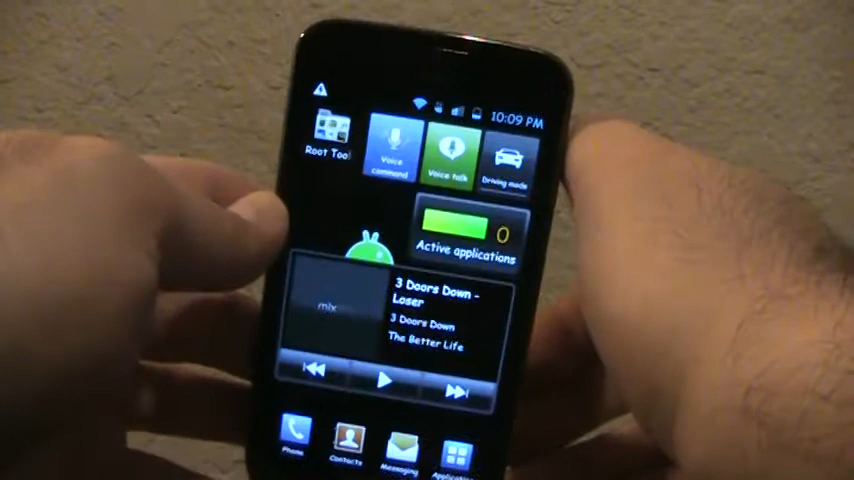 10:09 PM
Root Tool
Voice
command
Voice talk
Driving mode
0
Active applications
3 Doors Down -
Loser
3 Doors Down
The Better Life
mix
Phone
Contacts
Messaging
Application